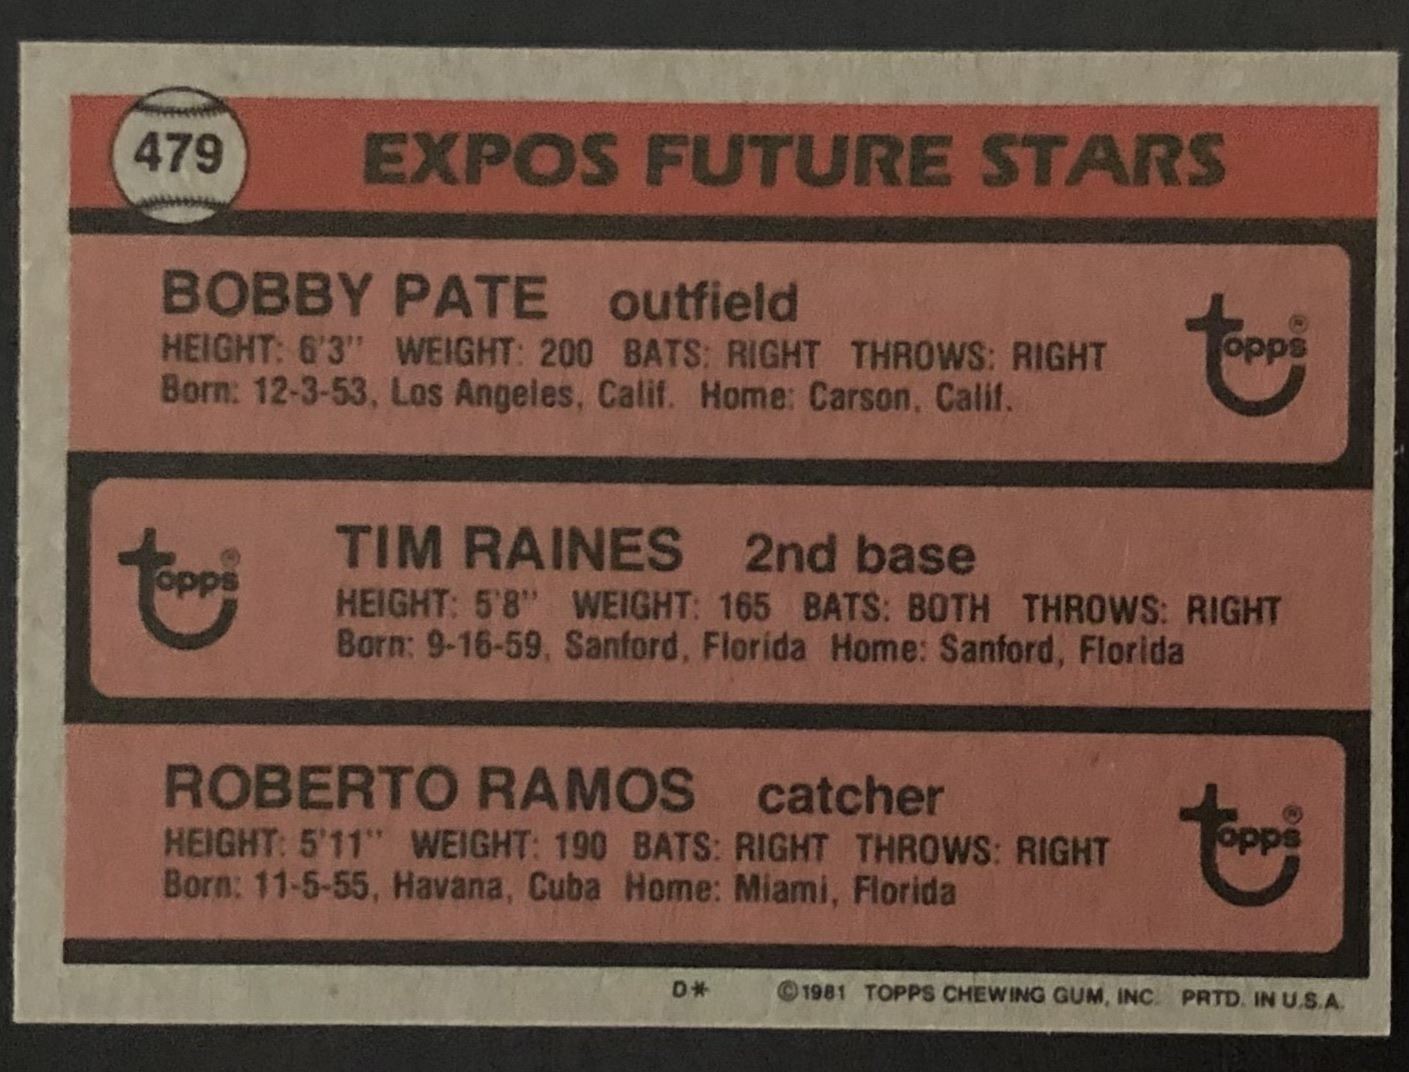 479
EXPOS FUTURE STARS
BOBBY PATE outfield
HEIGHT: 6'3" WEIGHT: 200 BATS: RIGHT THROWS: RIGHT
Born: 12-3-53, Los Angeles, Calif. Home: Carson, Calif.
topps®
topps®
TIM RAINES 2nd base
HEIGHT: 5'8" WEIGHT: 165 BATS: BOTH THROWS: RIGHT
Born: 9-16-59, Sanford, Florida Home: Sanford, Florida
ROBERTO RAMOS catcher
HEIGHT: 5'11" WEIGHT: 190 BATS: RIGHT THROWS: RIGHT
Born: 11-5-55, Havana, Cuba Home: Miami, Florida
topps®
D* ©1981 TOPPS CHEWING GUM, INC. PRTD. IN U.S.A.